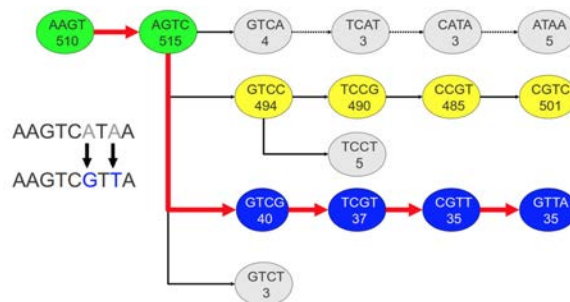 AAGT
510
AGTC
515
GTCA
4
TCAT
3
CATA
3
ATAA
5
GTCC
494
TCCG
490
CCGT
485
CGTC
501
TCCT
5
AAGTCATAA
AAGTCGTTA
GTCG
40
TCGT
37
CGTT
35
GTTA
35
GTCT
3